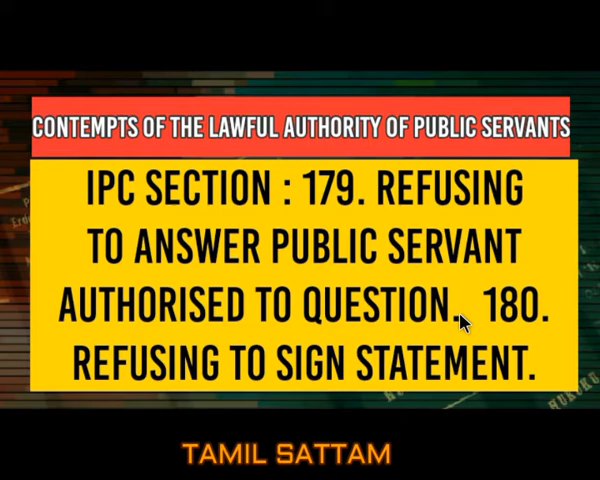 CONTEMPTS OF THE LAWFUL AUTHORITY OF PUBLIC SERVANTS
IPC SECTION : 179. REFUSING
TO ANSWER PUBLIC SERVANT
AUTHORISED TO QUESTION. 180.
REFUSING TO SIGN STATEMENT.
TAMIL SATTAM